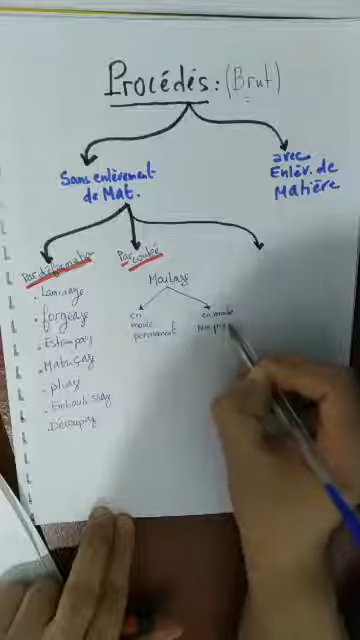 Procédés : (Brut)
Sans enlèvement
de Mat.
avec
Enlèv. de
Matière
Par déformation
Par coulée
Moulage
. Laminage
. forgeage
. Estampage
. Matriçage
. pliage
. Emboutissage
. Découpage
en
moule
permanent
en moule
Non